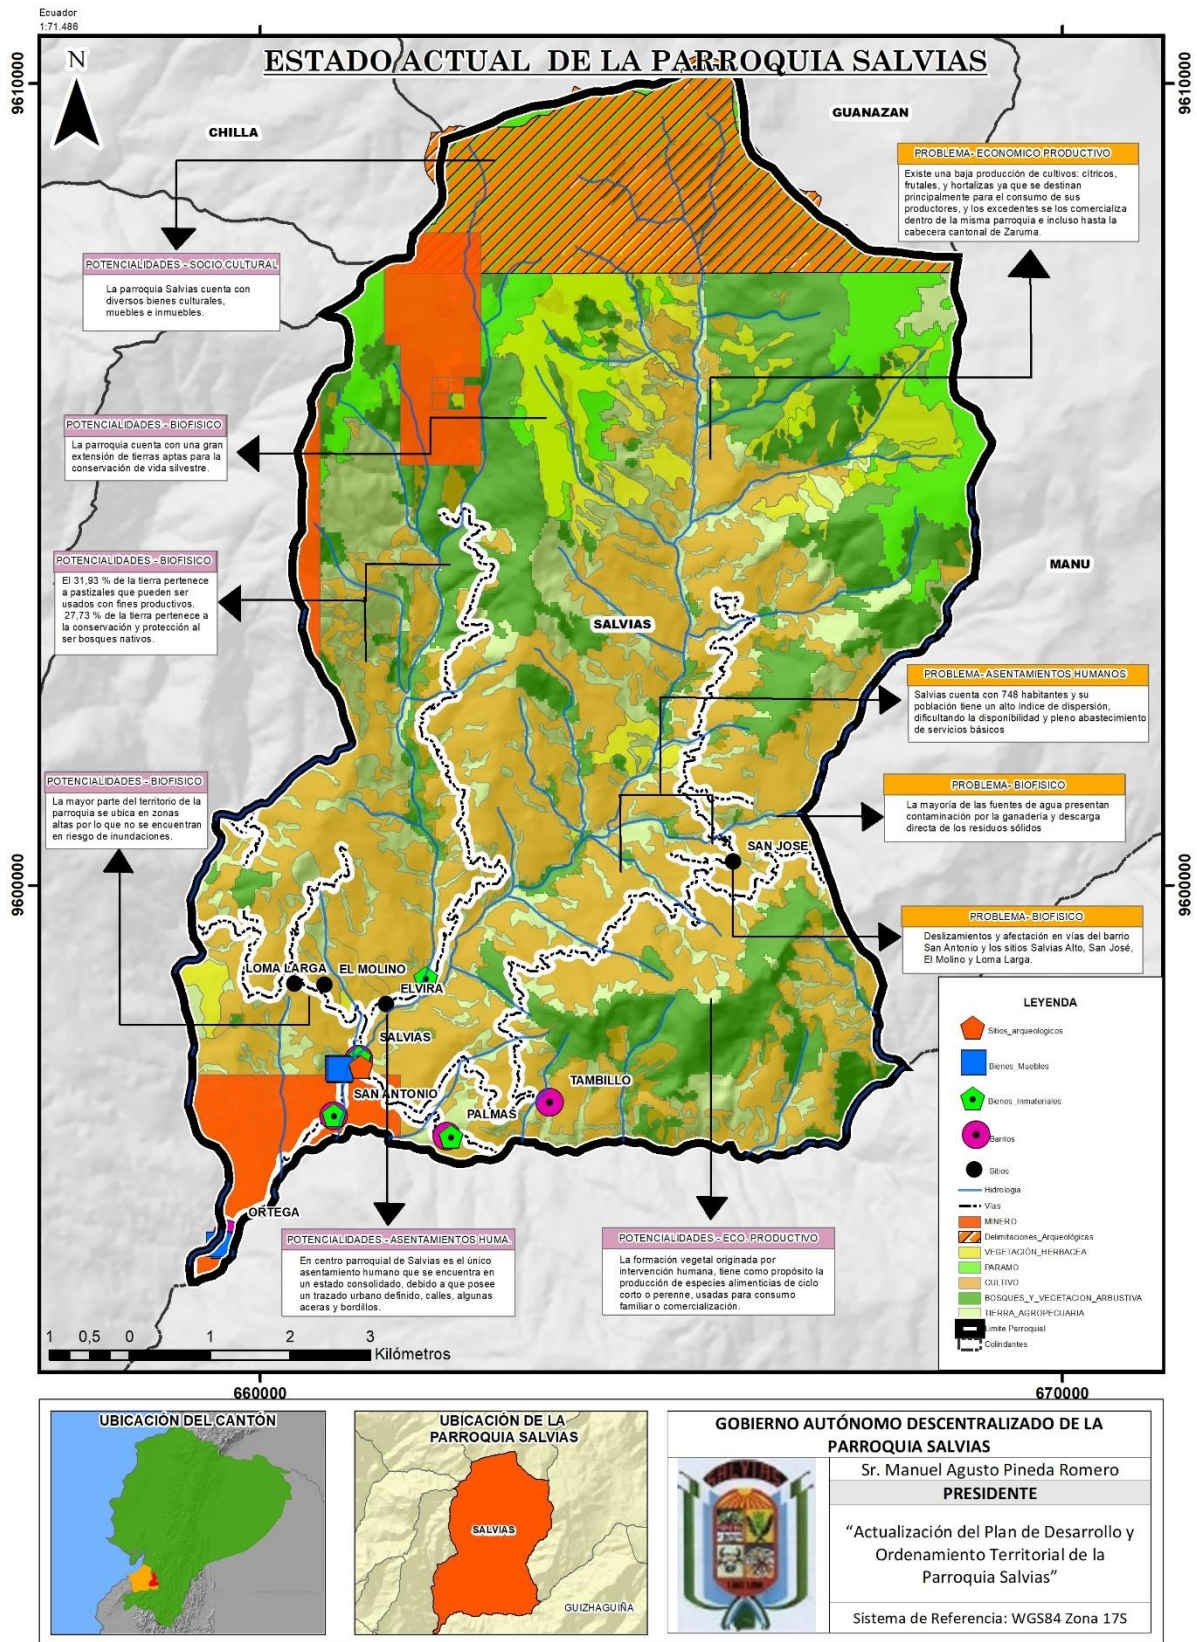 Ecuador
1:71.486
ESTADO ACTUAL DE LA PARROQUIA SALVIAS
N
9610000
9610000
CHILLA
GUANAZAN
PROBLEMA- ECONOMICO PRODUCTIVO
Existe una baja producción de cultivos: cítricos,
frutales, y hortalizas ya que se destinan
principalmente para el consumo de sus
productores, y los excedentes se los comercializa
dentro de la misma parroquia e incluso hasta la
cabecera cantonal de Zaruma.
POTENCIALIDADES - SOCIO CULTURAL
La parroquia Salvias cuenta con
diversos bienes culturales,
muebles e inmuebles.
POTENCIALIDADES - BIOFISICO
La parroquia cuenta con una gran
extensión de tierras aptas para la
conservación de vida silvestre.
POTENCIALIDADES - BIOFISICO
El 31,93 % de la tierra pertenece
a pastizales que pueden ser
usados con fines productivos.
27,73 % de la tierra pertenece a
la conservación y protección al
ser bosques nativos.
MANU
SALVIAS
PROBLEMA- ASENTAMIENTOS HUMANOS
Salvias cuenta con 748 habitantes y su
población tiene un alto índice de dispersión,
dificultando la disponibilidad y pleno abastecimiento
de servicios básicos
POTENCIALIDADES - BIOFISICO
La mayor parte del territorio de la
parroquia se ubica en zonas
altas por lo que no se encuentran
en riesgo de inundaciones.
PROBLEMA- BIOFISICO
La mayoria de las fuentes de agua presentan
contaminación por la ganadería y descarga
directa de los residuos sólidos
SAN JOSE
9600000
9600000
PROBLEMA- BIOFISICO
Deslizamientos y afectación en vías del barrio
San Antonio y los sitios Salvias Alto, San José,
El Molino y Loma Larga.
LOMA LARGA
EL MOLINO
ELVIRA
SALVIAS
SAN ANTONIO
PALMAS
TAMBILLO
ORTEGA
LEYENDA
Sitios_arqueologicos
Bienes_Muebles
Bienes_Inmateriales
Barrios
Sitios
Hidrologia
Vías
MINERO
Delimitaciones_Arqueológicas
VEGETACIÓN_HERBACEA
PARAMO
CULTIVO
BOSQUES_Y_VEGETACION_ARBUSTIVA
TIERRA_AGROPECUARIA
Limite Parroquial
Colindantes
POTENCIALIDADES - ASENTAMIENTOS HUMA.
En centro parroquial de Salvias es el único
asentamiento humano que se encuentra en
un estado consolidado, debido a que posee
un trazado urbano definido, calles, algunas
aceras y bordillos.
POTENCIALIDADES - ECO. PRODUCTIVO
La formación vegetal originada por
intervención humana, tiene como propósito la
producción de especies alimenticias de ciclo
corto o perenne, usadas para consumo
familiar o comercialización.
1 0,5 0 1 2 3
Kilómetros
660000
670000
UBICACIÓN DEL CANTÓN
UBICACIÓN DE LA
PARROQUIA SALVIAS
SALVIAS
GUIZHAGUIÑA
GOBIERNO AUTÓNOMO DESCENTRALIZADO DE LA
PARROQUIA SALVIAS
SALVIAS
Sr. Manuel Agusto Pineda Romero
PRESIDENTE
“Actualización del Plan de Desarrollo y
Ordenamiento Territorial de la
Parroquia Salvias”
Sistema de Referencia: WGS84 Zona 17S